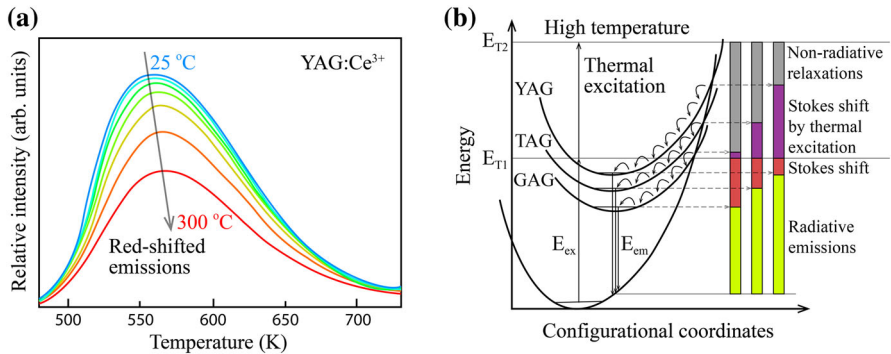 (a)
Relative intensity (arb. units)
25 °C
YAG:Ce3+
300 °C
Red-shifted
emissions
500
550
600
650
700
Temperature (K)
(b)
High temperature
ET2
Thermal
excitation
YAG
TAG
ET1
GAG
Energy
Eex
Eem
Configurational coordinates
Non-radiative
relaxations
Stokes shift
by thermal
excitation
Stokes shift
Radiative
emissions